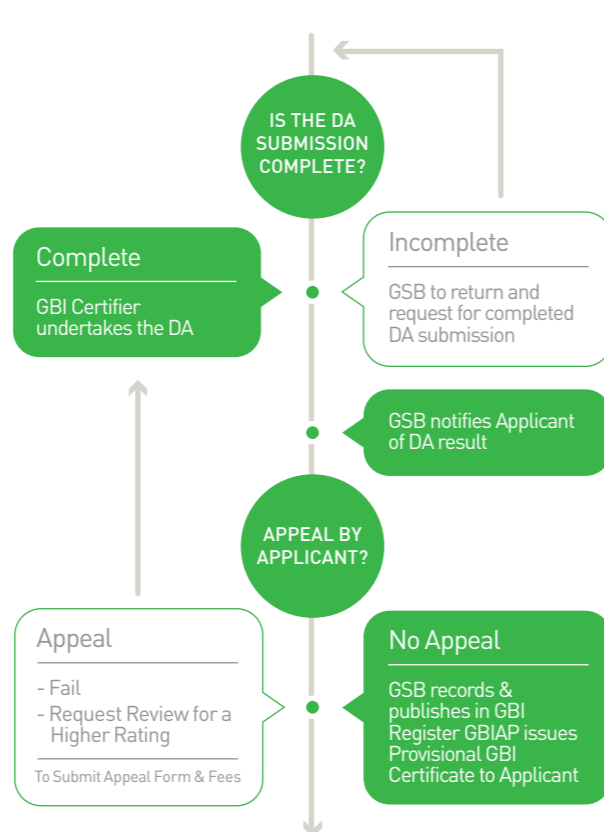 IS THE DA
SUBMISSION
COMPLETE?
Complete
GBI Certifier
undertakes the DA
Incomplete
GSB to return and
request for completed
DA submission
GSB notifies Applicant
of DA result
APPEAL BY
APPLICANT?
Appeal
- Fail
- Request Review for a
Higher Rating
To Submit Appeal Form & Fees
No Appeal
GSB records &
publishes in GBI
Register GBIAP issues
Provisional GBI
Certificate to Applicant